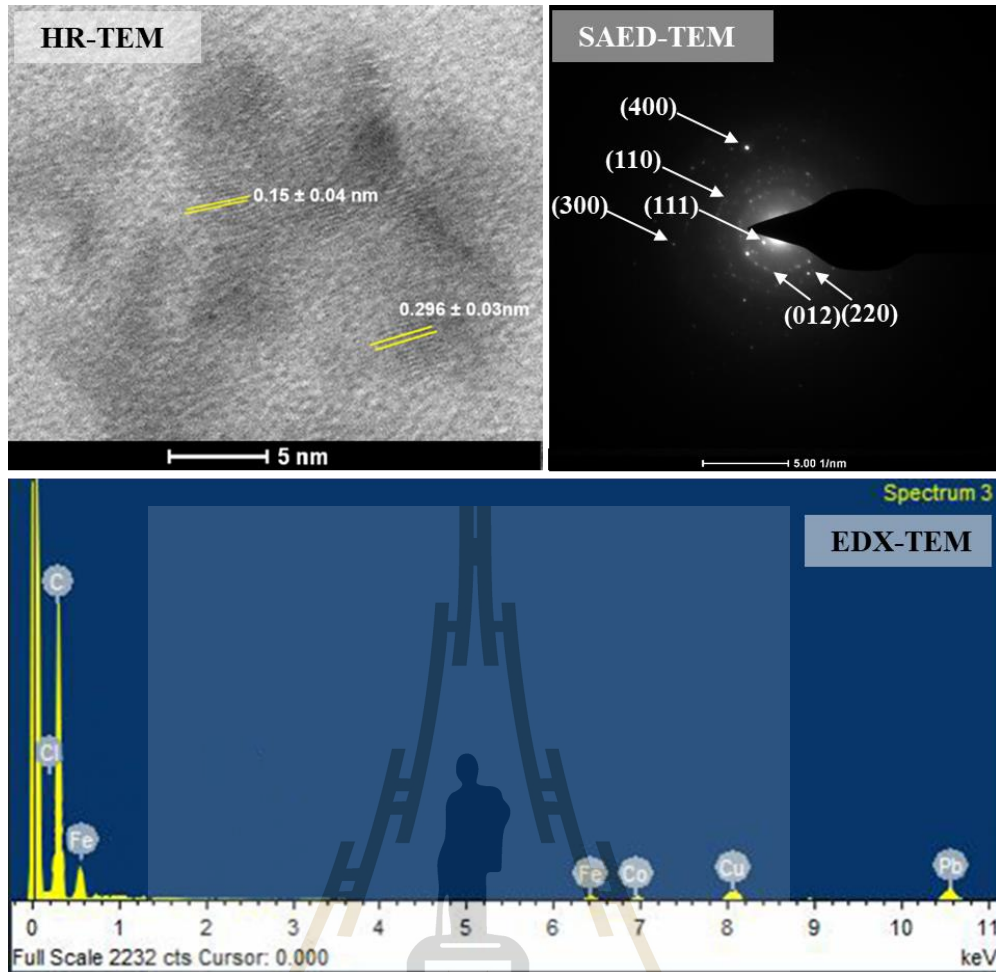 HR-TEM
0.15 ± 0.04 nm
0.296 ± 0.03nm
5 nm
SAED-TEM
(400)
(110)
(300)
(111)
(012)(220)
5.00 1/nm
Spectrum 3
EDX-TEM
C
Cl
Fe
Fe
Co
Cu
Pb
0 1 2 3 4 5 6 7 8 9 10 11
Full Scale 2232 cts Cursor: 0.000
keV